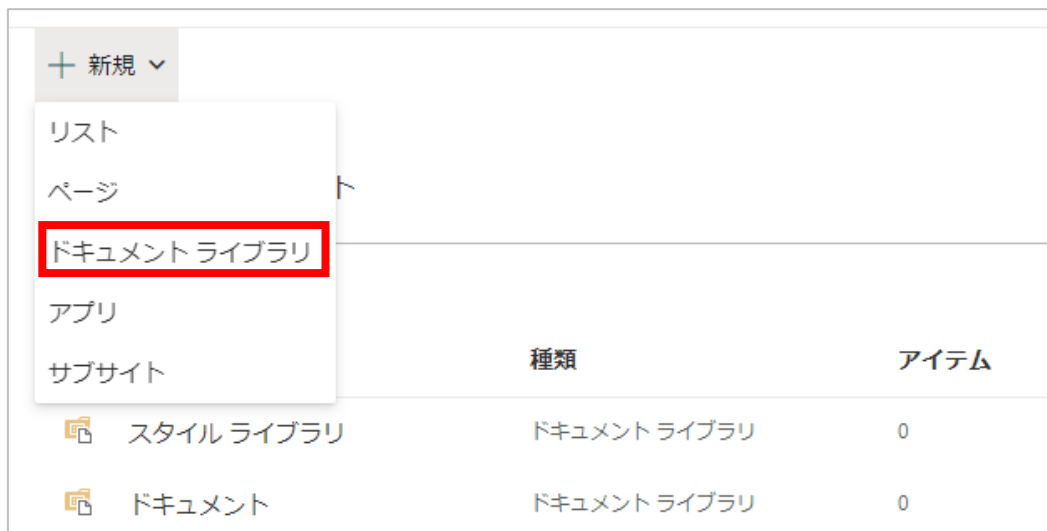 新規
リスト
ページ
ト
ドキュメント ライブラリ
アプリ
サブサイト
種類 アイテム
スタイル ライブラリ ドキュメント ライブラリ 0
ドキュメント ドキュメント ライブラリ 0